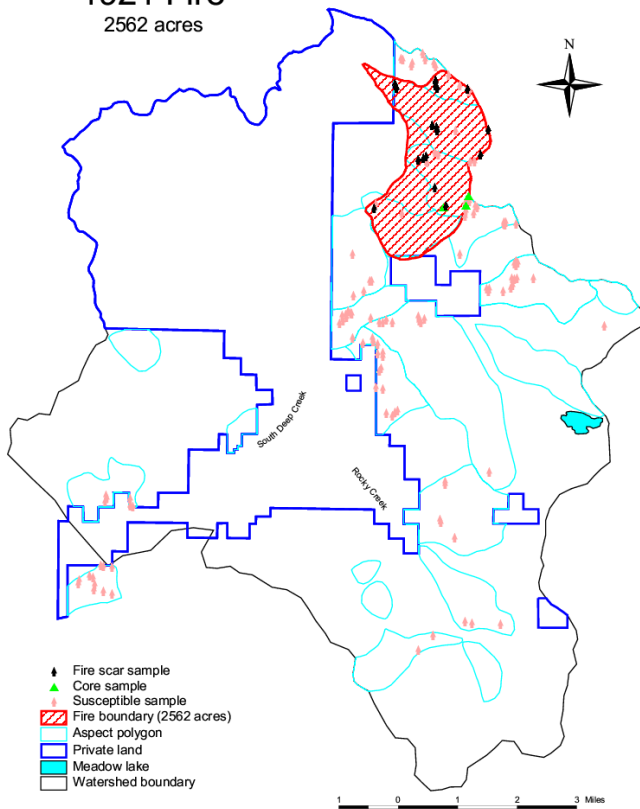 2562 acres
N
South Deep Creek
Rocky Creek
Fire scar sample
Core sample
Susceptible sample
Fire boundary (2562 acres)
Aspect polygon
Private land
Meadow lake
Watershed boundary
1 0 1 2 3 Miles